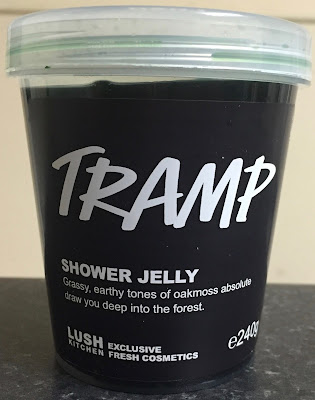 TRAMP
SHOWER JELLY
Grassy, earthy tones of oakmoss absolute
draw you deep into the forest.
LUSH EXCLUSIVE
KITCHEN FRESH COSMETICS
e240g